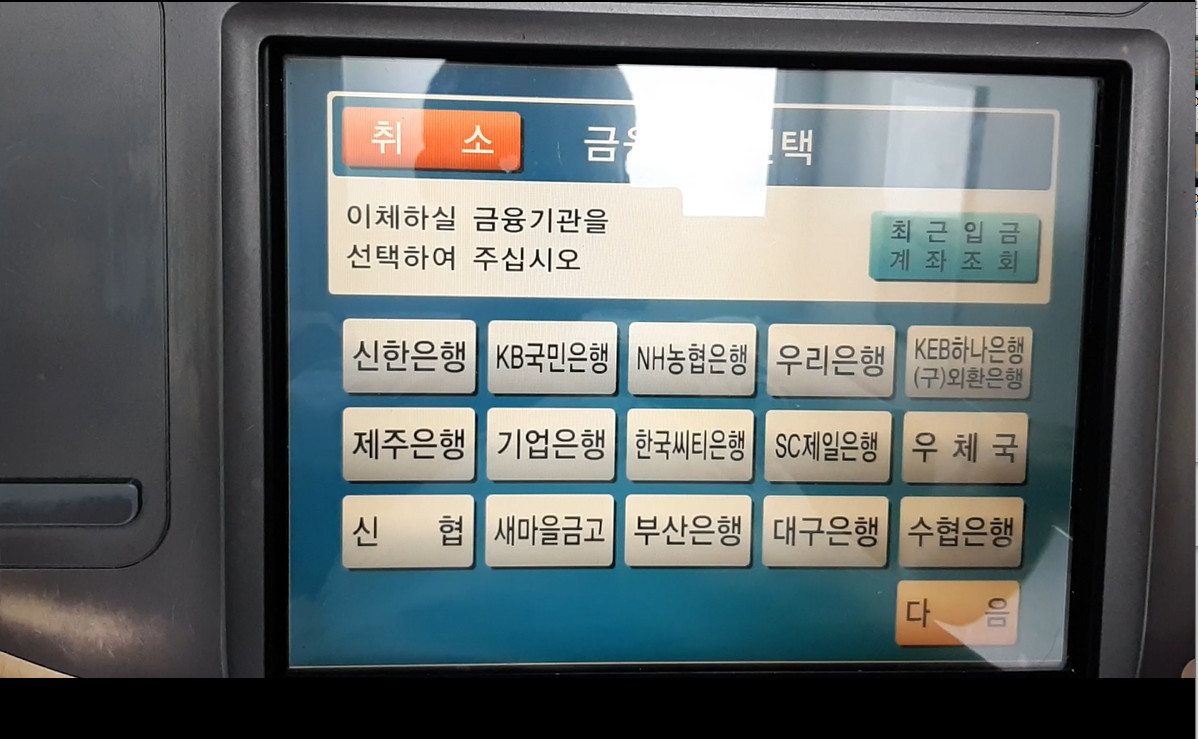 취 소
이체하실 금융기관을
선택하여 주십시오
최 근 입 금
계 좌 조 회
신한은행 KB국민은행 NH농협은행 우리은행 KEB하나은행
(구)외환은행
제주은행 기업은행 한국씨티은행 SC제일은행 우 체 국
신 협 새마을금고 부산은행 대구은행 수협은행
다 음